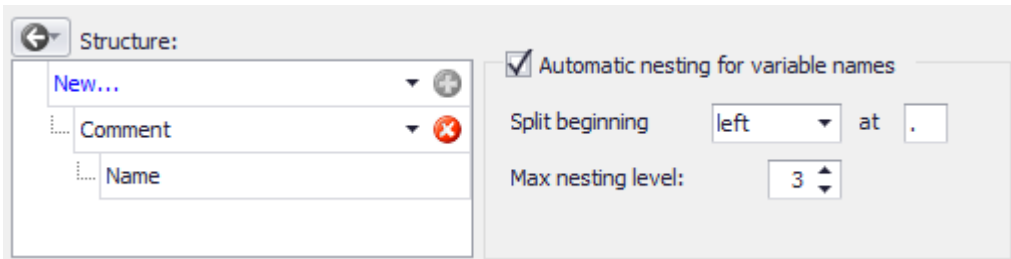 Structure:
New...
Comment
Name
Automatic nesting for variable names
Split beginning left at .
Max nesting level: 3